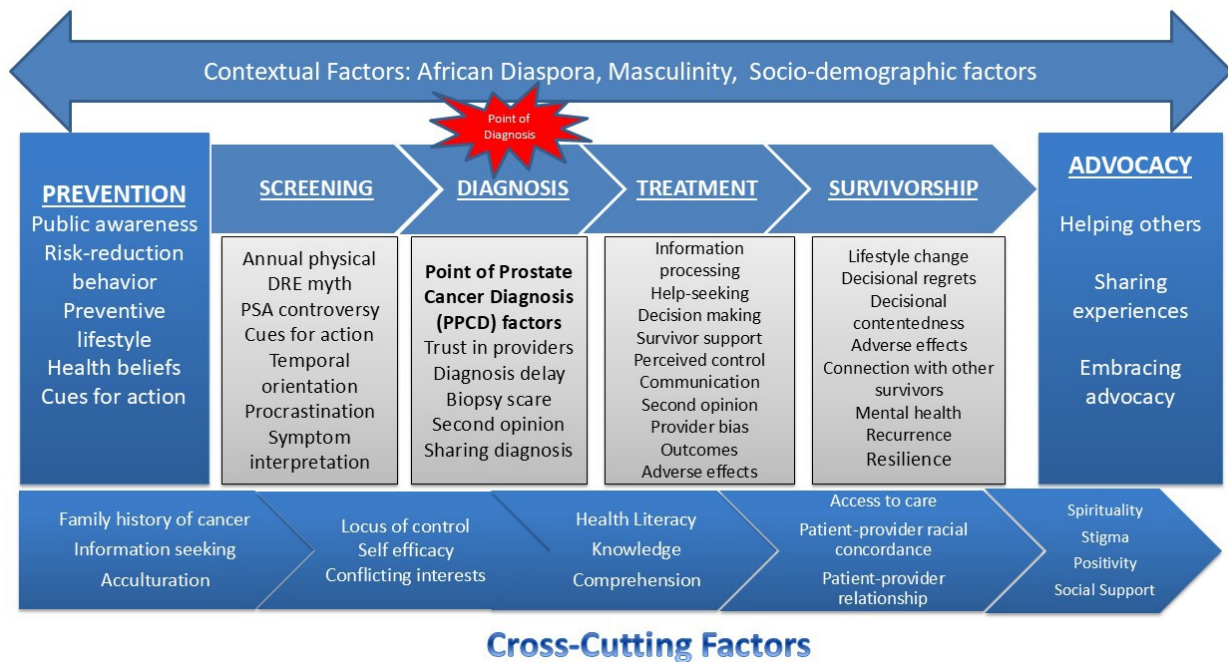 Contextual Factors: African Diaspora, Masculinity, Socio-demographic factors
Point of
Diagnosis
PREVENTION
Public awareness
Risk-reduction
behavior
Preventive
lifestyle
Health beliefs
Cues for action
SCREENING
Annual physical
DRE myth
PSA controversy
Cues for action
Temporal
orientation
Procrastination
Symptom
interpretation
DIAGNOSIS
Point of Prostate
Cancer Diagnosis
(PPCD) factors
Trust in providers
Diagnosis delay
Biopsy scare
Second opinion
Sharing diagnosis
TREATMENT
Information
processing
Help-seeking
Decision making
Survivor support
Perceived control
Communication
Second opinion
Provider bias
Outcomes
Adverse effects
SURVIVORSHIP
Lifestyle change
Decisional regrets
Decisional
contentedness
Adverse effects
Connection with other
survivors
Mental health
Recurrence
Resilience
ADVOCACY
Helping others
Sharing
experiences
Embracing
advocacy
Family history of cancer
Information seeking
Acculturation
Locus of control
Self efficacy
Conflicting interests
Health Literacy
Knowledge
Comprehension
Access to care
Patient-provider racial
concordance
Patient-provider
relationship
Spirituality
Stigma
Positivity
Social Support
Cross-Cutting Factors